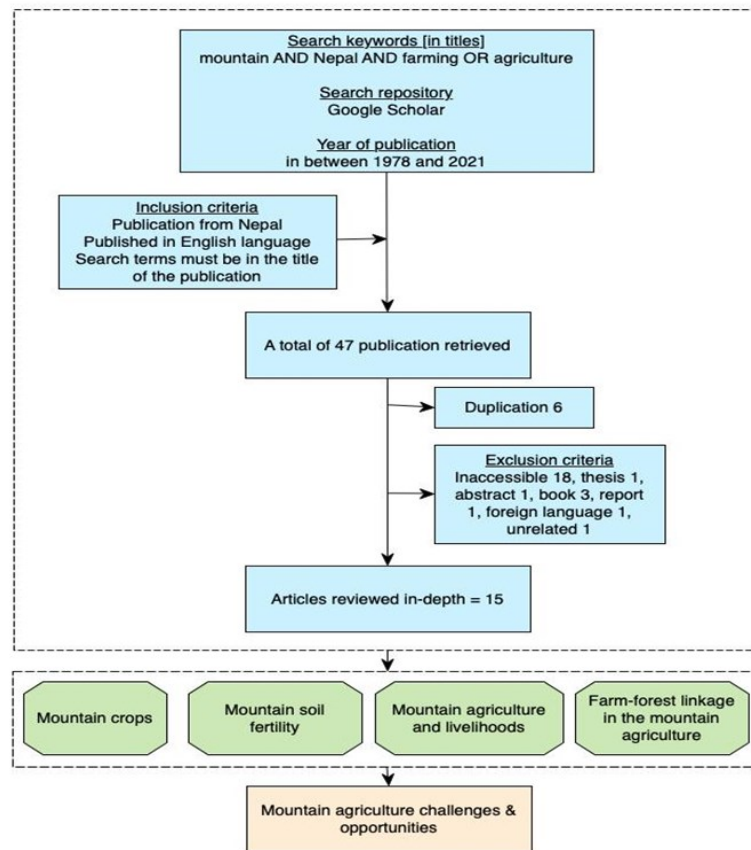 Search keywords [in titles]
mountain AND Nepal AND farming OR agriculture
Search repository
Google Scholar
Year of publication
in between 1978 and 2021
Inclusion criteria
Publication from Nepal
Published in English language
Search terms must be in the title
of the publication
A total of 47 publication retrieved
Duplication 6
Exclusion criteria
Inaccessible 18, thesis 1,
abstract 1, book 3, report
1, foreign language 1,
unrelated 1
Articles reviewed in-depth = 15
Mountain crops
Mountain soil
fertility
Mountain agriculture
and livelihoods
Farm-forest linkage
in the mountain
agriculture
Mountain agriculture challenges &
opportunities